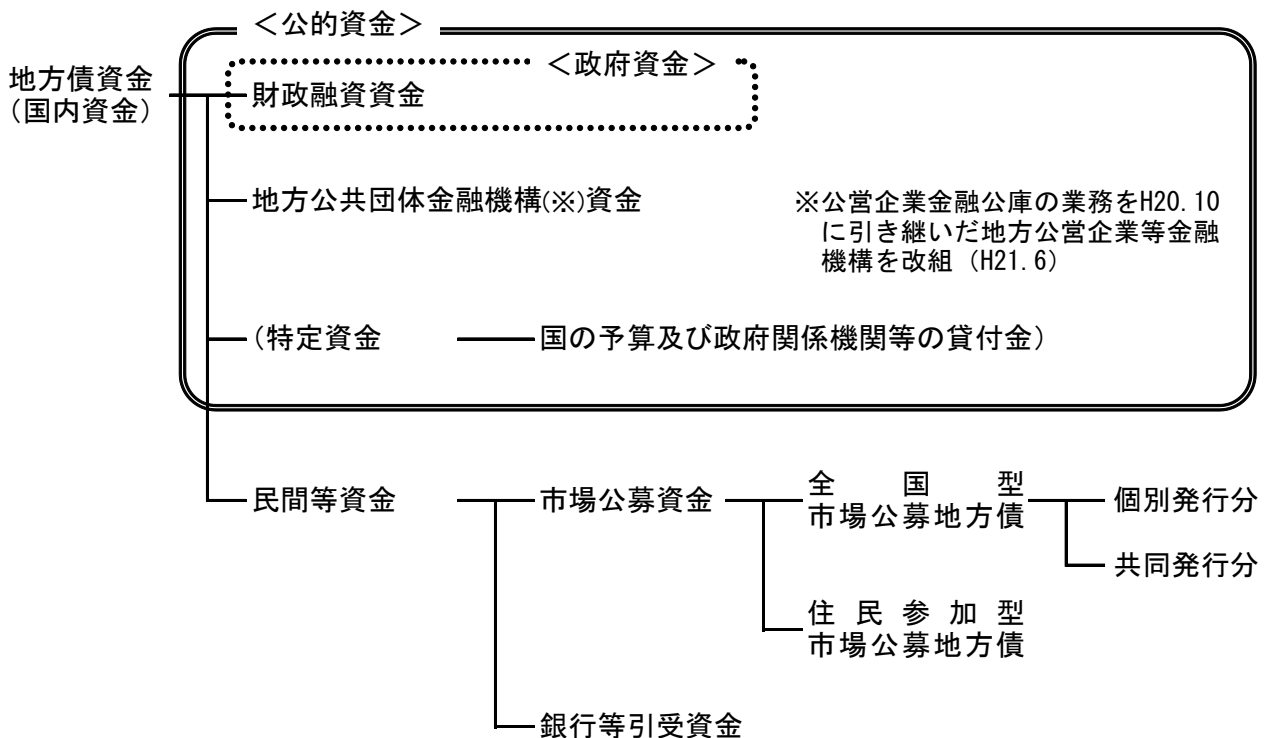 ＜公的資金＞
＜政府資金＞
地方債資金
（国内資金）
財政融資資金
地方公共団体金融機構(※)資金
※公営企業金融公庫の業務をH20.10
に引き継いだ地方公営企業等金融
機構を改組（H21.6）
（特定資金
国の予算及び政府関係機関等の貸付金）
民間等資金
市場公募資金
全国型
市場公募地方債
個別発行分
共同発行分
住民参加型
市場公募地方債
銀行等引受資金